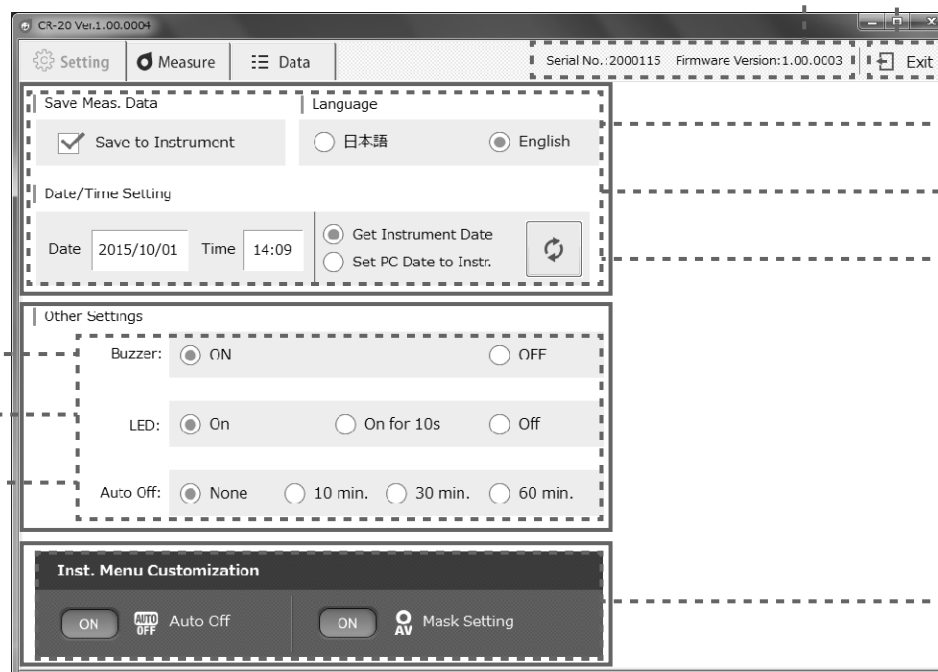 CR-20 Ver.1.00.0004
Setting Measure Data Serial No.:2000115 Firmware Version:1.00.0003 Exit
Save Meas. Data Language
Save to Instrument 日本語 English
Date/Time Setting
Date 2015/10/01 Time 14:09 Get Instrument Date
Set PC Date to Instr.
Other Settings
Buzzer: ON OFF
LED: On On for 10s Off
Auto Off: None 10 min. 30 min. 60 min.
Inst. Menu Customization
ON AUTO OFF Auto Off ON AV Mask Setting